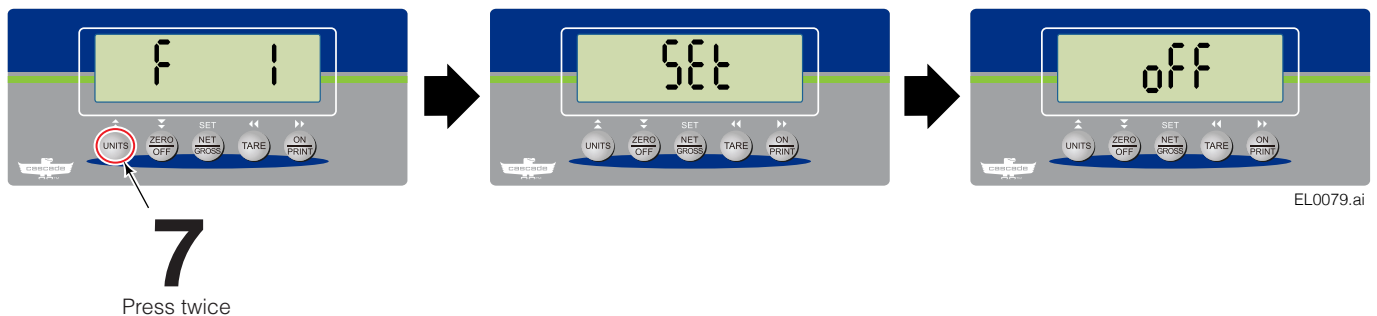 F 1
SET
UNITS
ZERO
OFF
NET
GROSS
TARE
ON
PRINT
cascade
SEt
SET
UNITS
ZERO
OFF
NET
GROSS
TARE
ON
PRINT
cascade
oFF
SET
UNITS
ZERO
OFF
NET
GROSS
TARE
ON
PRINT
cascade
EL0079.ai
7
Press twice